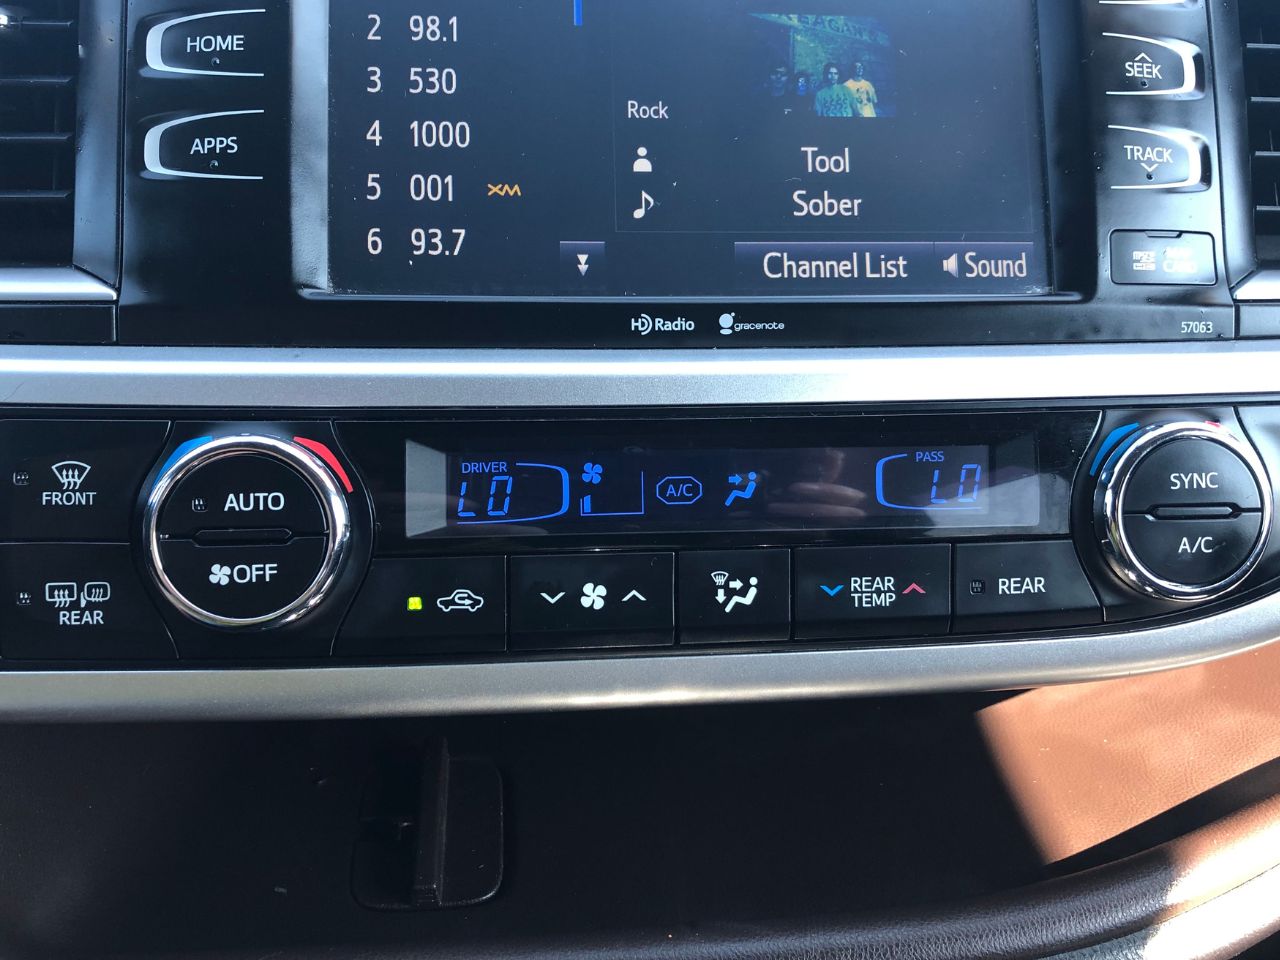 HOME
APPS
2 98.1
3 530
4 1000
5 001 XM
6 93.7
Rock
Tool
Sober
Channel List
Sound
SEEK
TRACK
HD Radio
gracenote
57063
FRONT
REAR
AUTO
OFF
DRIVER
LO
A/C
PASS
LO
REAR
TEMP
REAR
SYNC
A/C